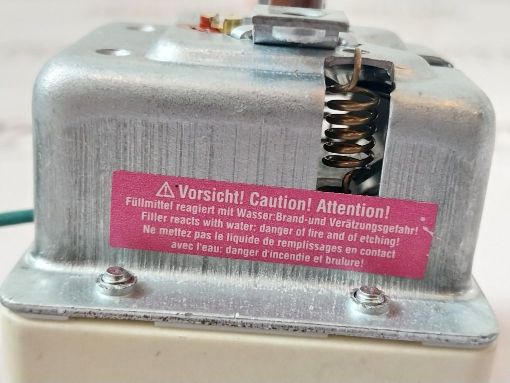 ⚠ Vorsicht! Caution! Attention!
Füllmittel reagiert mit Wasser:Brand-und Verätzungsgefahr!
Filler reacts with water: danger of fire and of etching!
Ne mettez pas le liquide de remplissages en contact
avec l'eau: danger d'incendie et brulure!